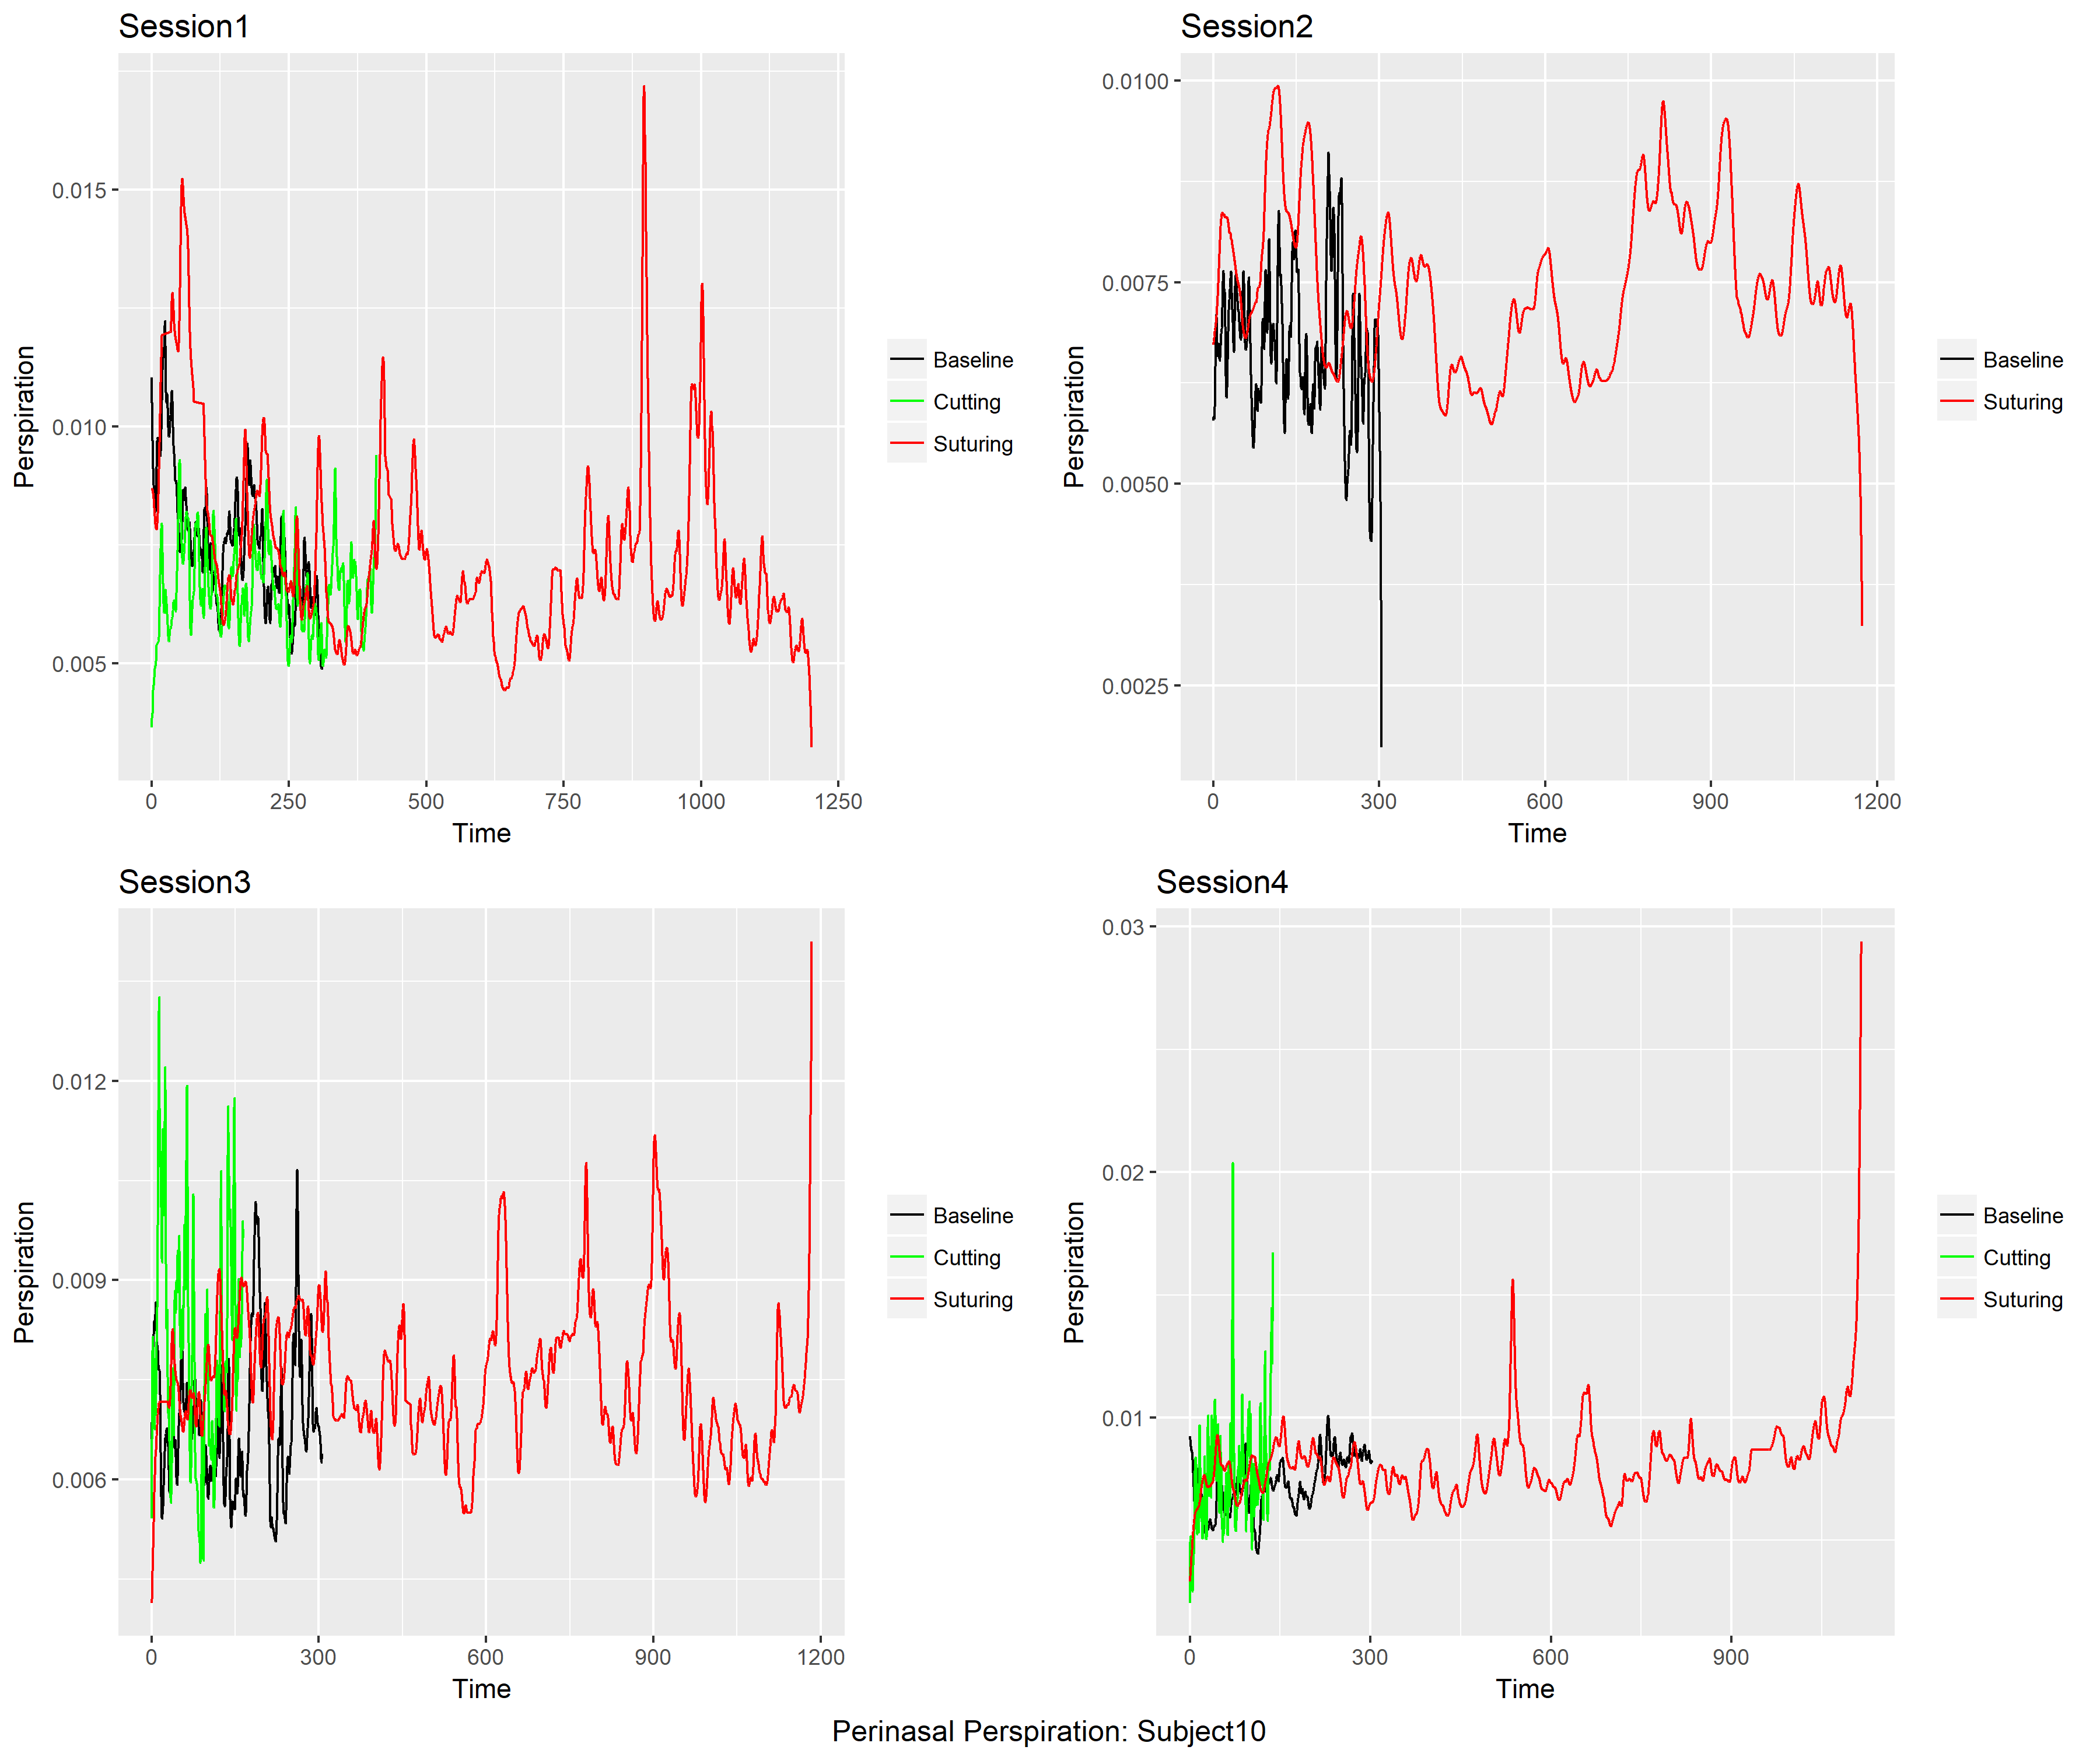 Session1
Perspiration
0.015
0.010
0.005
0 250 500 750 1000 1250
Time
Baseline
Cutting
Suturing
Session2
Perspiration
0.0100
0.0075
0.0050
0.0025
0 300 600 900 1200
Time
Baseline
Suturing
Session3
Perspiration
0.012
0.009
0.006
0 300 600 900 1200
Time
Baseline
Cutting
Suturing
Session4
Perspiration
0.03
0.02
0.01
0 300 600 900
Time
Baseline
Cutting
Suturing
Perinasal Perspiration: Subject10